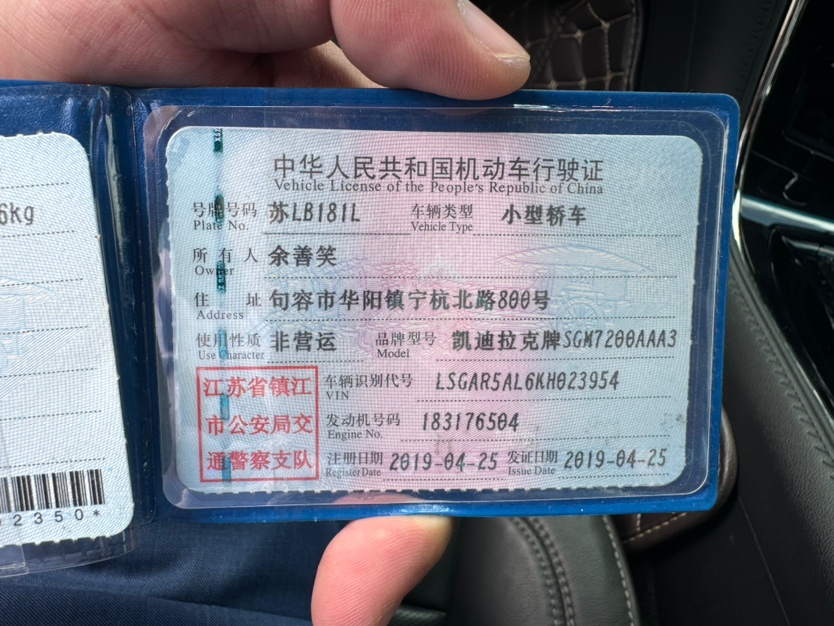 6kg
2350*
中华人民共和国机动车行驶证
Vehicle License of the People's Republic of China
号牌号码 苏LB181L 车辆类型 小型轿车
Plate No. Vehicle Type
所有人 余善笑
Owner
住址 句容市华阳镇宁杭北路800号
Address
使用性质 非营运 品牌型号 凯迪拉克牌SGM7200AAA3
Use Character Model
江苏省镇江 车辆识别代号 LSGAR5AL6KH023954
VIN
市公安局交 发动机号码 183176504
Engine No.
通警察支队 注册日期 2019-04-25 发证日期 2019-04-25
Register Date Issue Date